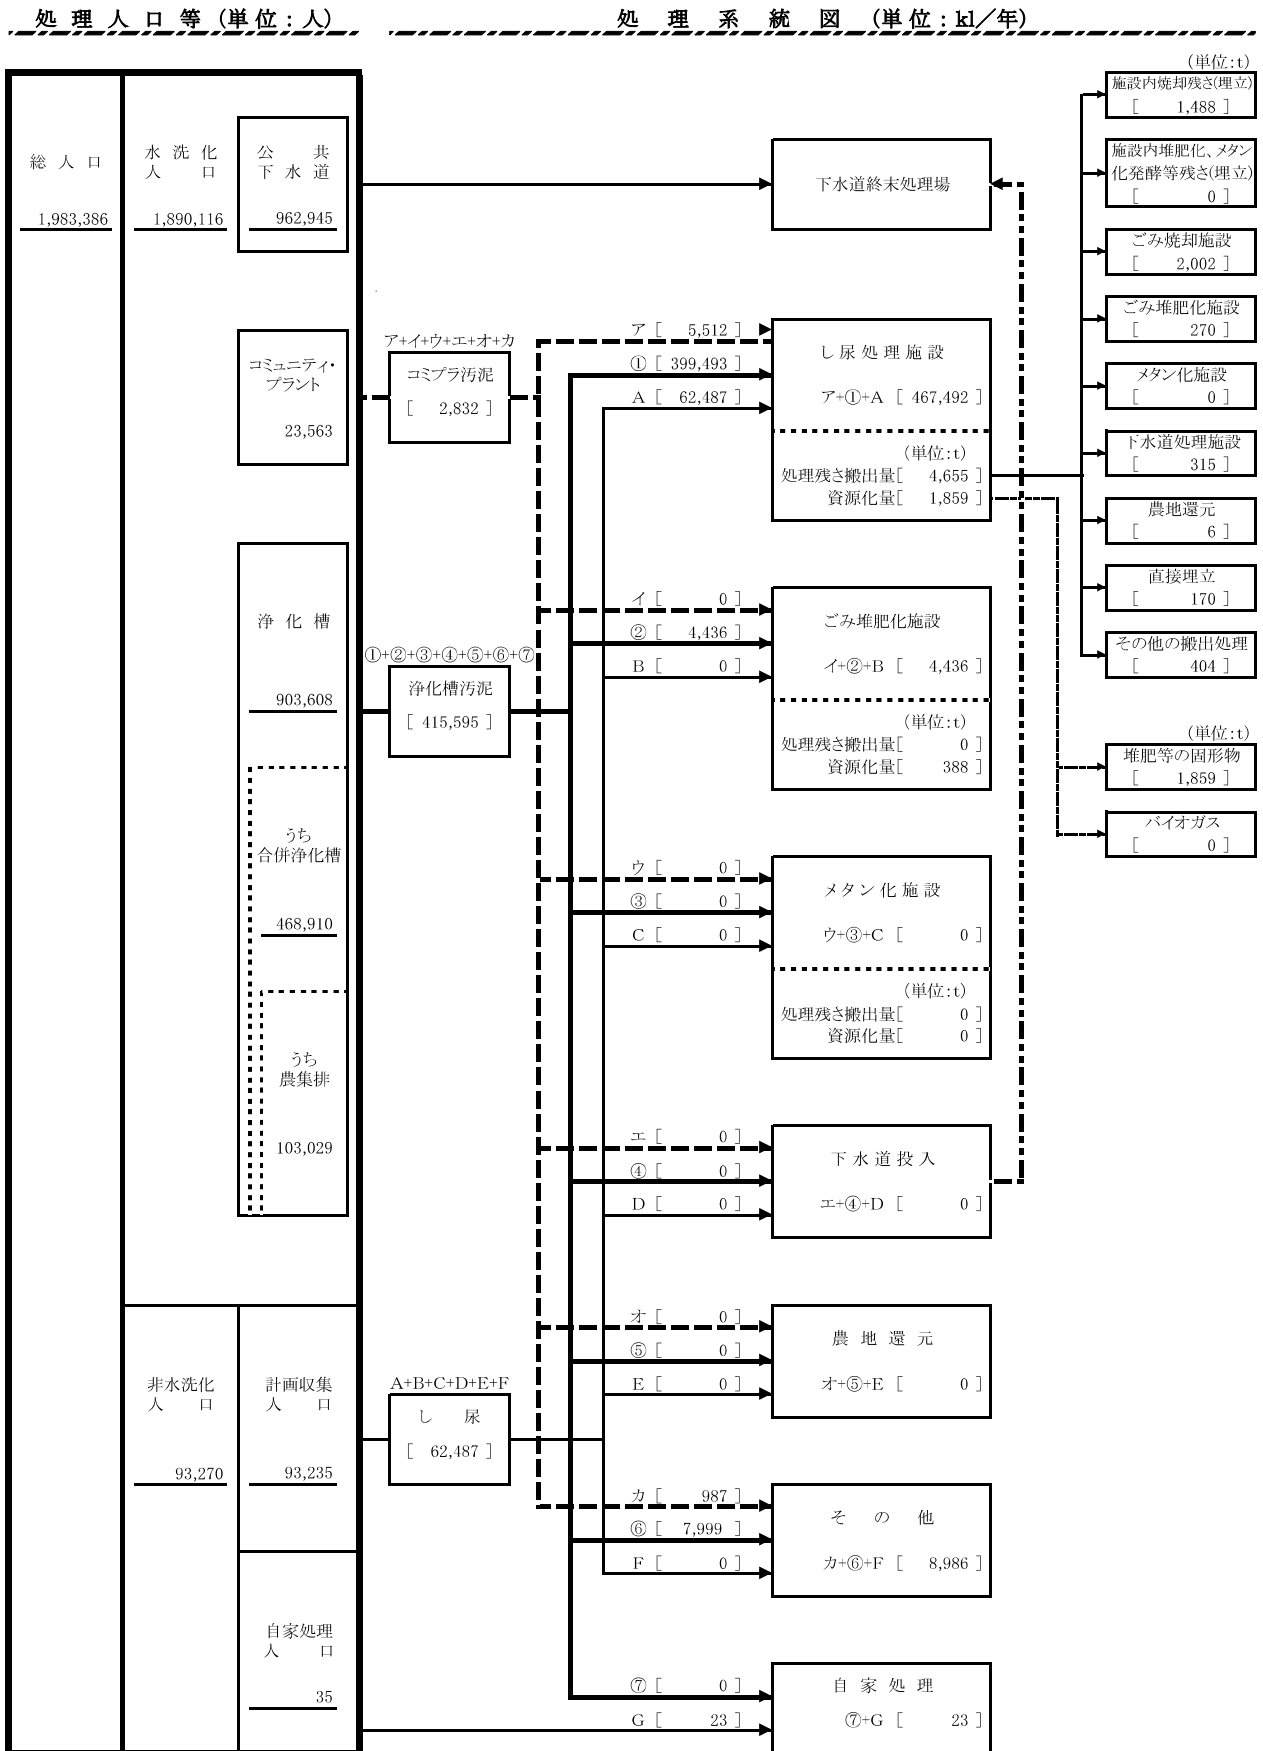 処理人口等（単位：人）
処理系統図（単位：kl／年）
総人口
1,983,386
水洗化
人口
1,890,116
公共
下水道
962,945
コミュニティ・
プラント
23,563
浄化槽
903,608
うち
合併浄化槽
468,910
うち
農集排
103,029
非水洗化
人口
93,270
計画収集
人口
93,235
自家処理
人口
35
ア+イ+ウ+エ+オ+カ
コミプラ汚泥
[ 2,832 ]
①+②+③+④+⑤+⑥+⑦
浄化槽汚泥
[ 415,595 ]
A+B+C+D+E+F
し尿
[ 62,487 ]
下水道終末処理場
ア [ 5,512 ]
① [ 399,493 ]
A [ 62,487 ]
し尿処理施設
ア+①+A [ 467,492 ]
(単位:t)
処理残さ搬出量[ 4,655 ]
資源化量[ 1,859 ]
イ [ 0 ]
② [ 4,436 ]
B [ 0 ]
ごみ堆肥化施設
イ+②+B [ 4,436 ]
(単位:t)
処理残さ搬出量[ 0 ]
資源化量[ 388 ]
ウ [ 0 ]
③ [ 0 ]
C [ 0 ]
メタン化施設
ウ+③+C [ 0 ]
(単位:t)
処理残さ搬出量[ 0 ]
資源化量[ 0 ]
エ [ 0 ]
④ [ 0 ]
D [ 0 ]
下水道投入
エ+④+D [ 0 ]
オ [ 0 ]
⑤ [ 0 ]
E [ 0 ]
農地還元
オ+⑤+E [ 0 ]
カ [ 987 ]
⑥ [ 7,999 ]
F [ 0 ]
その他
カ+⑥+F [ 8,986 ]
⑦ [ 0 ]
G [ 23 ]
自家処理
⑦+G [ 23 ]
(単位:t)
施設内焼却残さ(埋立)
[ 1,488 ]
施設内堆肥化、メタン
化発酵等残さ(埋立)
[ 0 ]
ごみ焼却施設
[ 2,002 ]
ごみ堆肥化施設
[ 270 ]
メタン化施設
[ 0 ]
下水道処理施設
[ 315 ]
農地還元
[ 6 ]
直接埋立
[ 170 ]
その他の搬出処理
[ 404 ]
(単位:t)
堆肥等の固形物
[ 1,859 ]
バイオガス
[ 0 ]